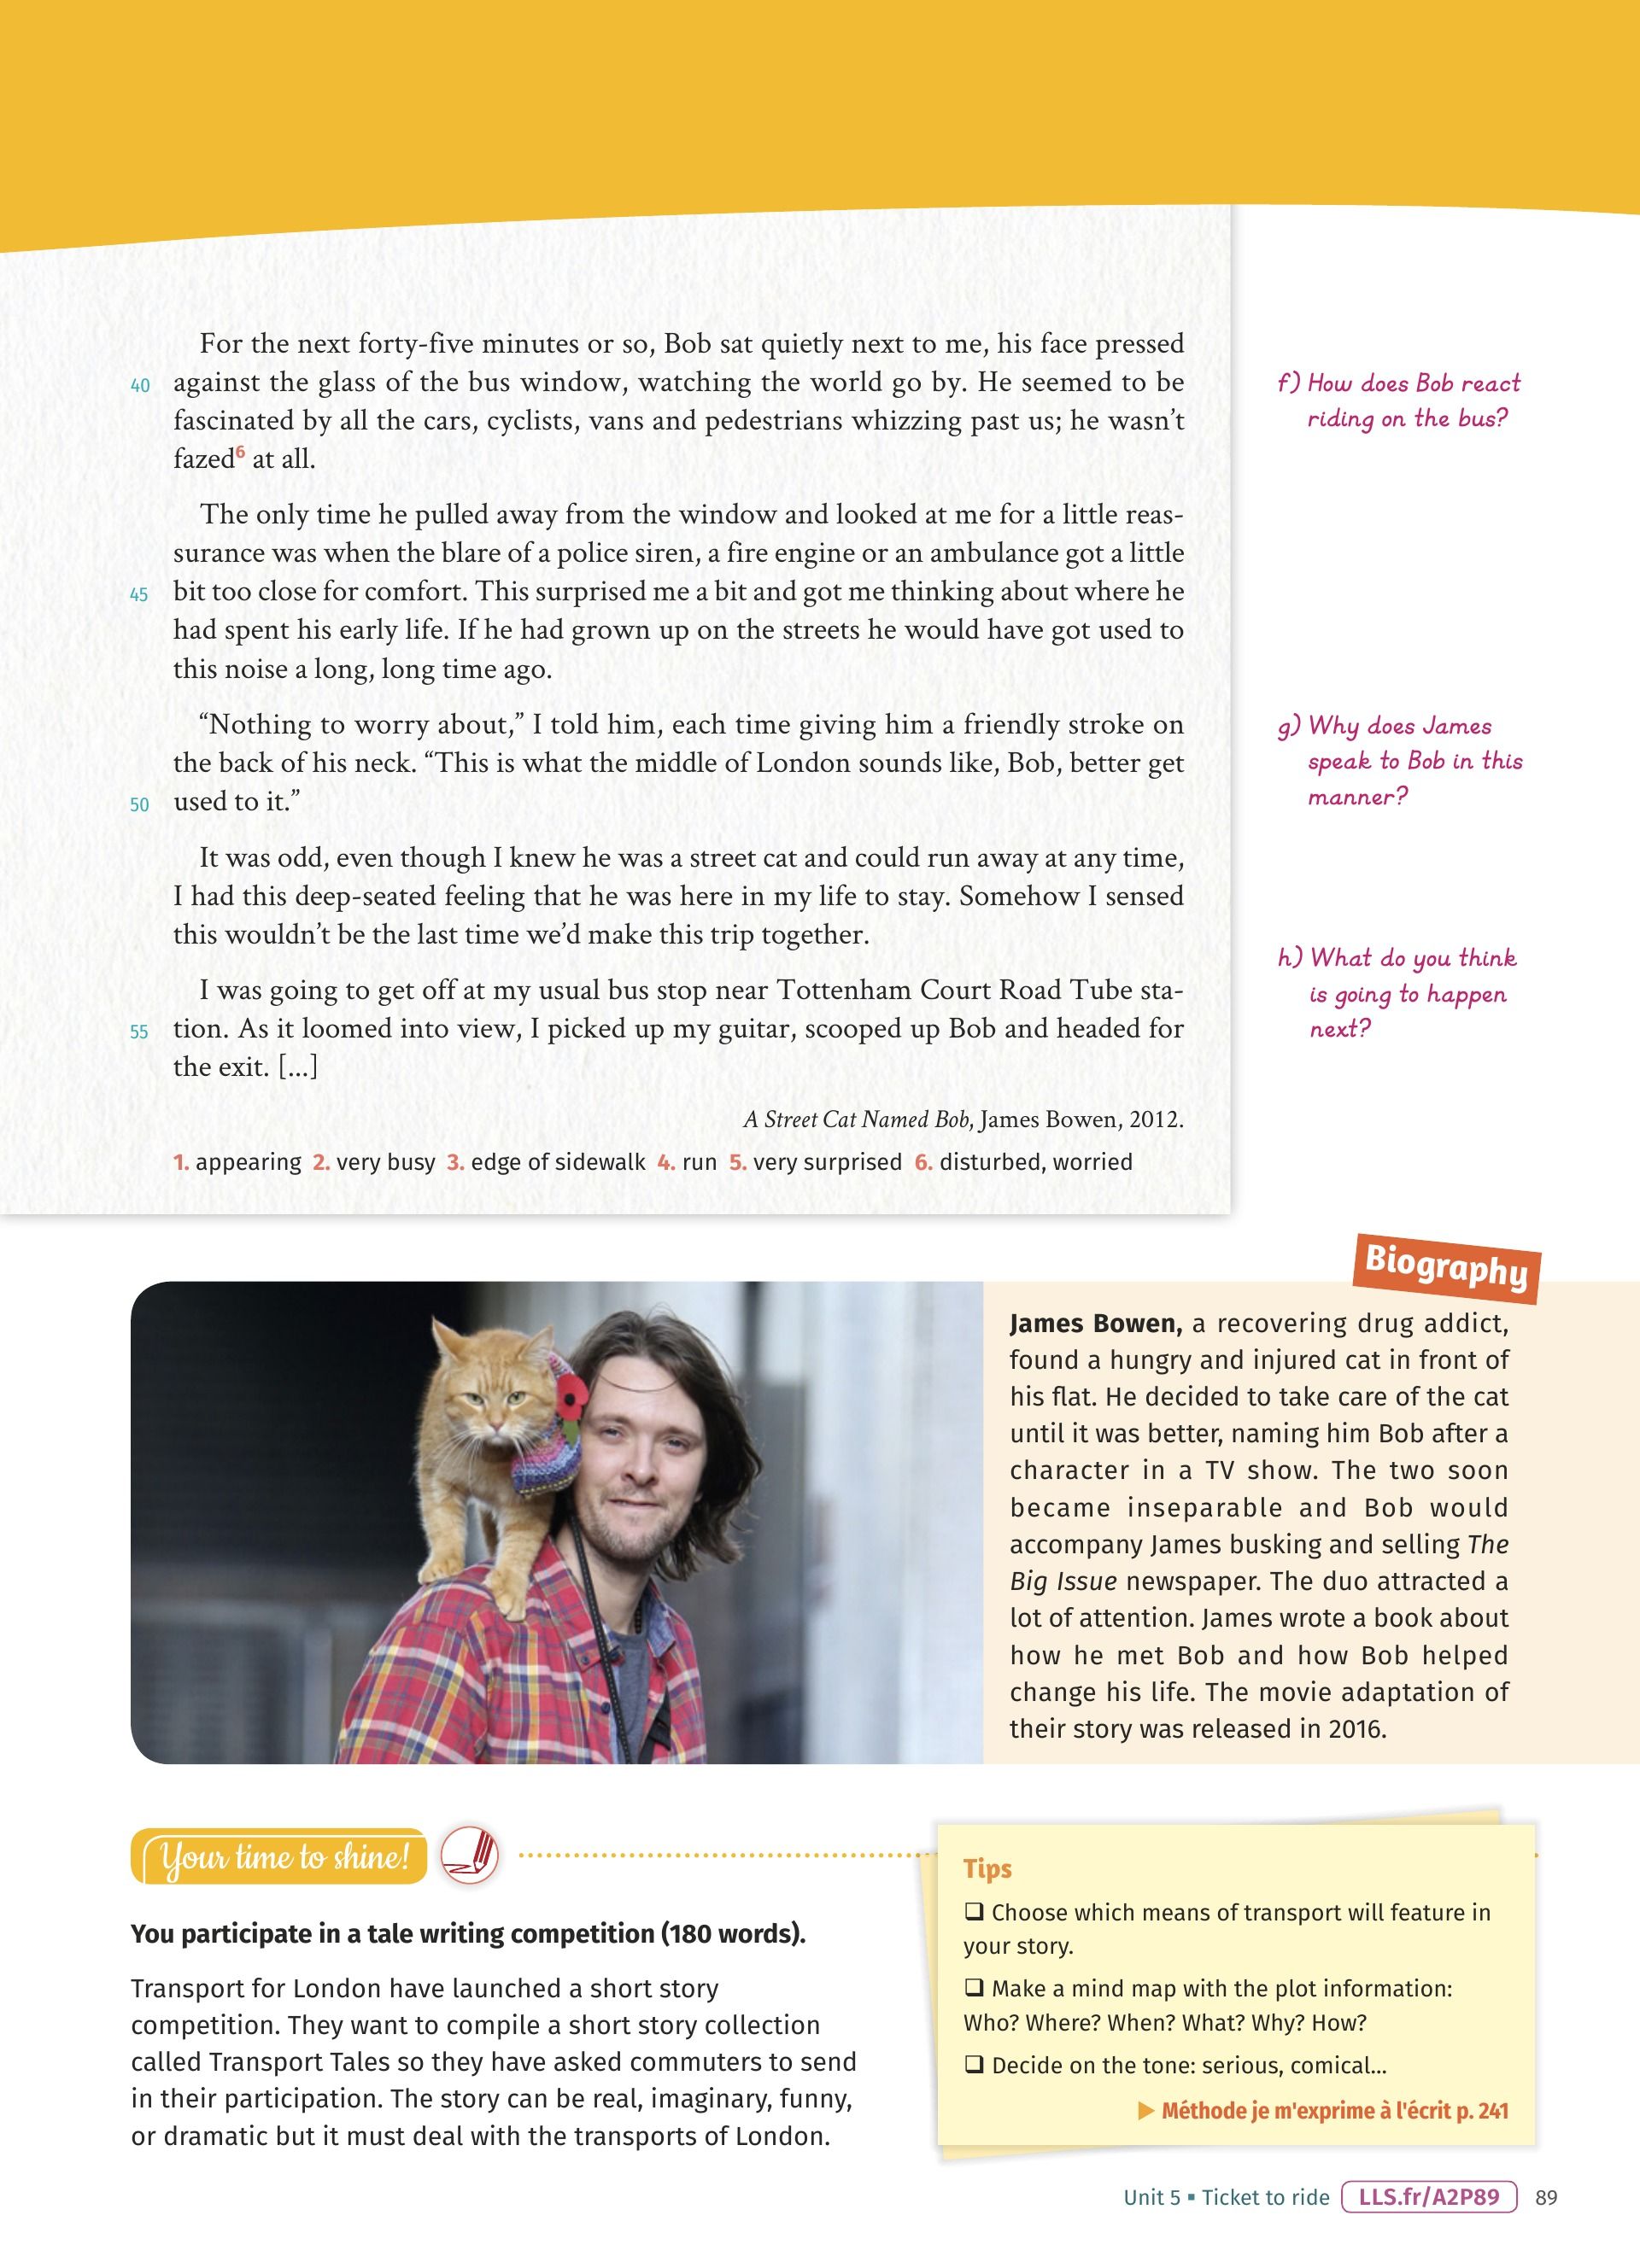 For the next forty-five minutes or so, Bob sat quietly next to me, his face pressed
40 against the glass of the bus window, watching the world go by. He seemed to be
fascinated by all the cars, cyclists, vans and pedestrians whizzing past us; he wasn’t
fazed6 at all.
The only time he pulled away from the window and looked at me for a little reas-
surance was when the blare of a police siren, a fire engine or an ambulance got a little
45 bit too close for comfort. This surprised me a bit and got me thinking about where he
had spent his early life. If he had grown up on the streets he would have got used to
this noise a long, long time ago.
“Nothing to worry about,” I told him, each time giving him a friendly stroke on
the back of his neck. “This is what the middle of London sounds like, Bob, better get
50 used to it.”
It was odd, even though I knew he was a street cat and could run away at any time,
I had this deep-seated feeling that he was here in my life to stay. Somehow I sensed
this wouldn’t be the last time we’d make this trip together.
I was going to get off at my usual bus stop near Tottenham Court Road Tube sta-
55 tion. As it loomed into view, I picked up my guitar, scooped up Bob and headed for
the exit. [...]
A Street Cat Named Bob, James Bowen, 2012.
1. appearing 2. very busy 3. edge of sidewalk 4. run 5. very surprised 6. disturbed, worried
f) How does Bob react
riding on the bus?
g) Why does James
speak to Bob in this
manner?
h) What do you think
is going to happen
next?
Biography
James Bowen, a recovering drug addict,
found a hungry and injured cat in front of
his flat. He decided to take care of the cat
until it was better, naming him Bob after a
character in a TV show. The two soon
became inseparable and Bob would
accompany James busking and selling The
Big Issue newspaper. The duo attracted a
lot of attention. James wrote a book about
how he met Bob and how Bob helped
change his life. The movie adaptation of
their story was released in 2016.
Your time to shine!
You participate in a tale writing competition (180 words).
Transport for London have launched a short story
competition. They want to compile a short story collection
called Transport Tales so they have asked commuters to send
in their participation. The story can be real, imaginary, funny,
or dramatic but it must deal with the transports of London.
Tips
❑ Choose which means of transport will feature in
your story.
❑ Make a mind map with the plot information:
Who? Where? When? What? Why? How?
❑ Decide on the tone: serious, comical...
▶ Méthode je m'exprime à l'écrit p. 241
Unit 5 ▪ Ticket to ride LLS.fr/A2P89 89